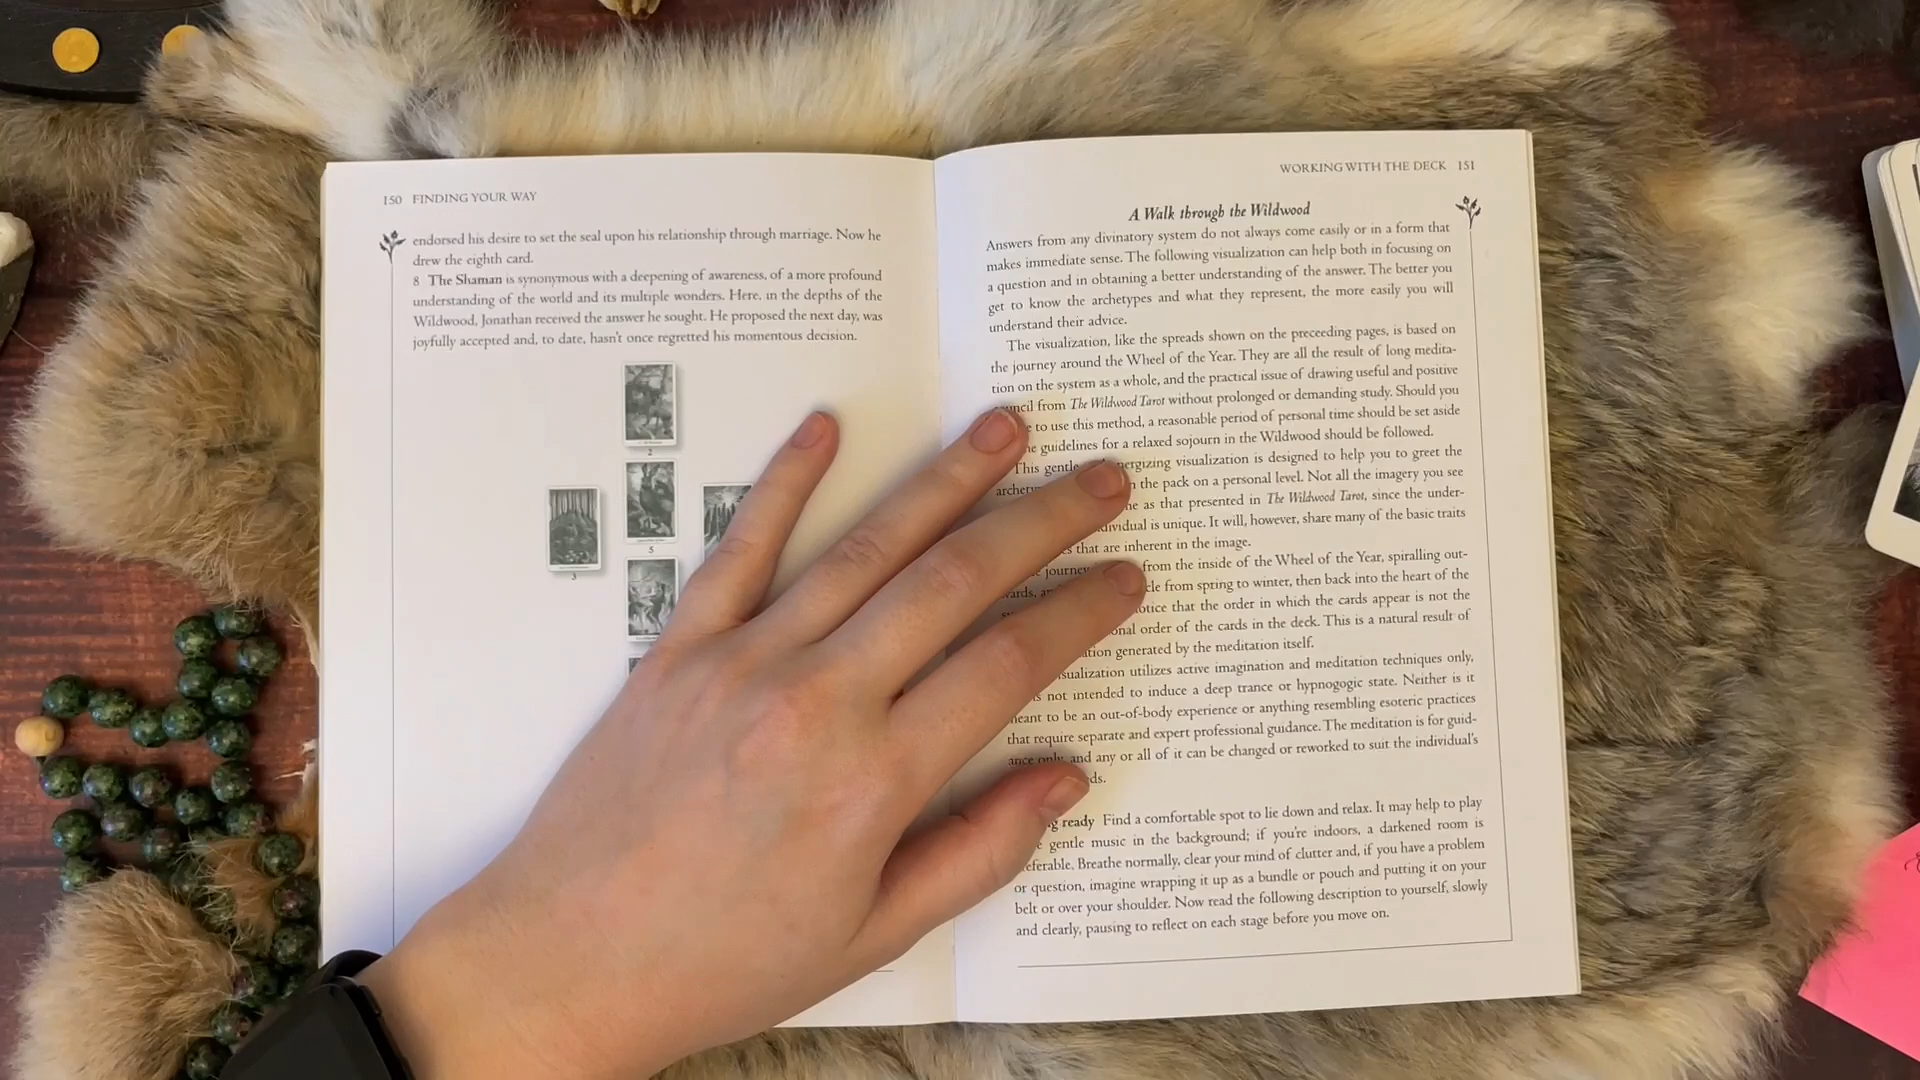 150 FINDING YOUR WAY
endorsed his desire to set the seal upon his relationship through marriage. Now he
drew the eighth card.
8 The Shaman is synonymous with a deepening of awareness, of a more profound
understanding of the world and its multiple wonders. Here, in the depths of the
Wildwood, Jonathan received the answer he sought. He proposed the next day, was
joyfully accepted and, to date, hasn't once regretted his momentous decision.
2
5
3
WORKING WITH THE DECK 151
A Walk through the Wildwood
Answers from any divinatory system do not always come easily or in a form that
makes immediate sense. The following visualization can help both in focusing on
a question and in obtaining a better understanding of the answer. The better you
get to know the archetypes and what they represent, the more easily you will
understand their advice.
The visualization, like the spreads shown on the preceeding pages, is based on
the journey around the Wheel of the Year. They are all the result of long medita-
tion on the system as a whole, and the practical issue of drawing useful and positive
from The Wildwood Tarot without prolonged or demanding study. Should you
to use this method, a reasonable period of personal time should be set aside
guidelines for a relaxed sojourn in the Wildwood should be followed.
This gentle visualization is designed to help you to greet the
the pack on a personal level. Not all the imagery you see
as that presented in The Wildwood Tarot, since the under-
is unique. It will, however, share many of the basic traits
that are inherent in the image.
journey from the inside of the Wheel of the Year, spiralling out-
from spring to winter, then back into the heart of the
that the order in which the cards appear is not the
order of the cards in the deck. This is a natural result of
generated by the meditation itself.
utilizes active imagination and meditation techniques only,
not intended to induce a deep trance or hypnogogic state. Neither is it
meant to be an out-of-body experience or anything resembling esoteric practices
that require separate and expert professional guidance. The meditation is for guid-
ance only, and any or all of it can be changed or reworked to suit the individual's
ready Find a comfortable spot to lie down and relax. It may help to play
gentle music in the background; if you're indoors, a darkened room is
Breathe normally, clear your mind of clutter and, if you have a problem
or question, imagine wrapping it up as a bundle or pouch and putting it on your
belt or over your shoulder. Now read the following description to yourself, slowly
and clearly, pausing to reflect on each stage before you move on.